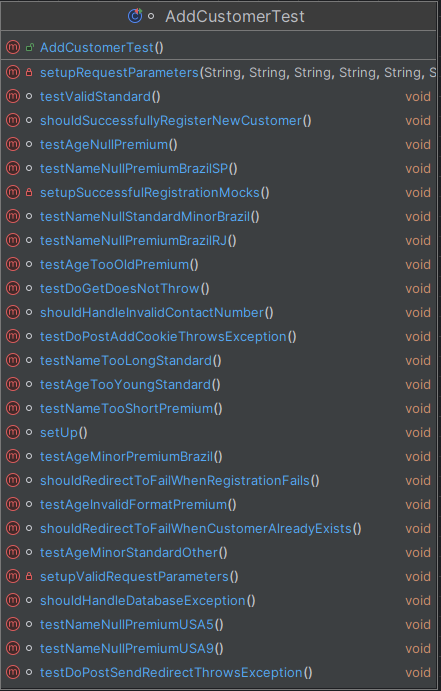 AddCustomerTest
AddCustomerTest()
setupRequestParameters(String, String, String, String, String, S
testValidStandard() void
shouldSuccessfullyRegisterNewCustomer() void
testAgeNullPremium() void
testNameNullPremiumBrazilSP() void
setupSuccessfulRegistrationMocks() void
testNameNullStandardMinorBrazil() void
testNameNullPremiumBrazilRJ() void
testAgeTooOldPremium() void
testDoGetDoesNotThrow() void
shouldHandleInvalidContactNumber() void
testDoPostAddCookieThrowsException() void
testNameTooLongStandard() void
testAgeTooYoungStandard() void
testNameTooShortPremium() void
setUp() void
testAgeMinorPremiumBrazil() void
shouldRedirectToFailWhenRegistrationFails() void
testAgeInvalidFormatPremium() void
shouldRedirectToFailWhenCustomerAlreadyExists() void
testAgeMinorStandardOther() void
setupValidRequestParameters() void
shouldHandleDatabaseException() void
testNameNullPremiumUSA5() void
testNameNullPremiumUSA9() void
testDoPostSendRedirectThrowsException() void